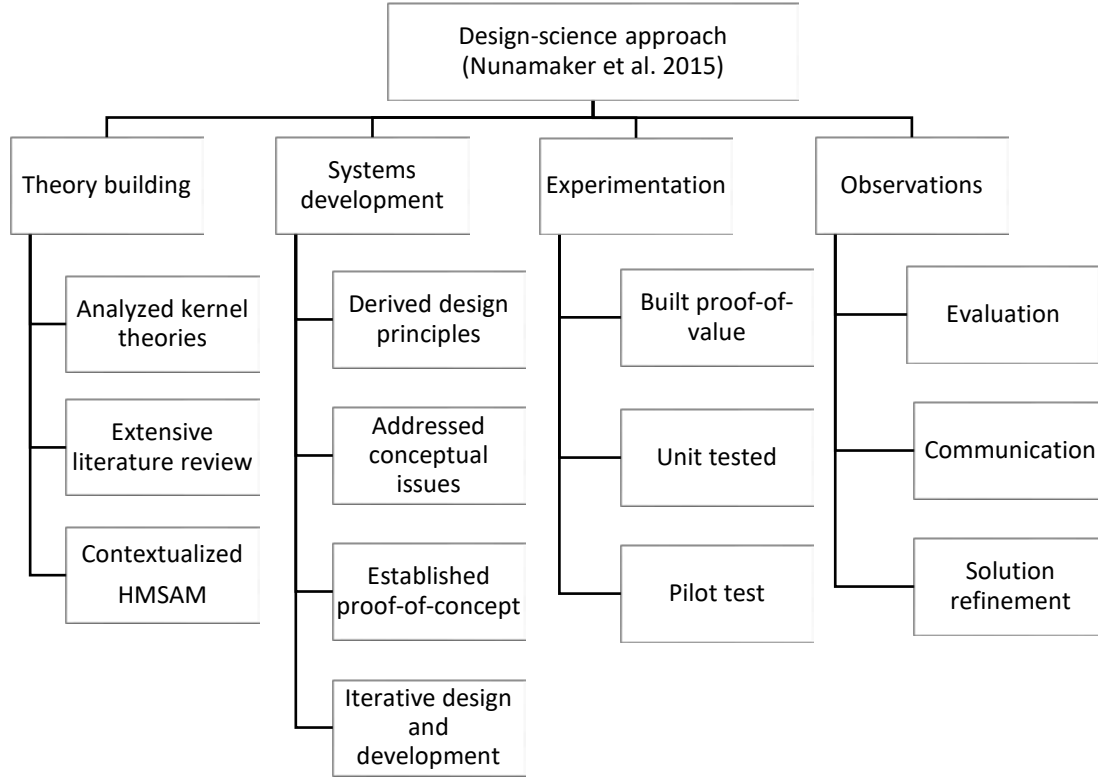 Design-science approach
(Nunamaker et al. 2015)
Theory building
Analyzed kernel
theories
Extensive
literature review
Contextualized
HMSAM
Systems
development
Derived design
principles
Addressed
conceptual
issues
Established
proof-of-concept
Iterative design
and
development
Experimentation
Built proof-of-
value
Unit tested
Pilot test
Observations
Evaluation
Communication
Solution
refinement